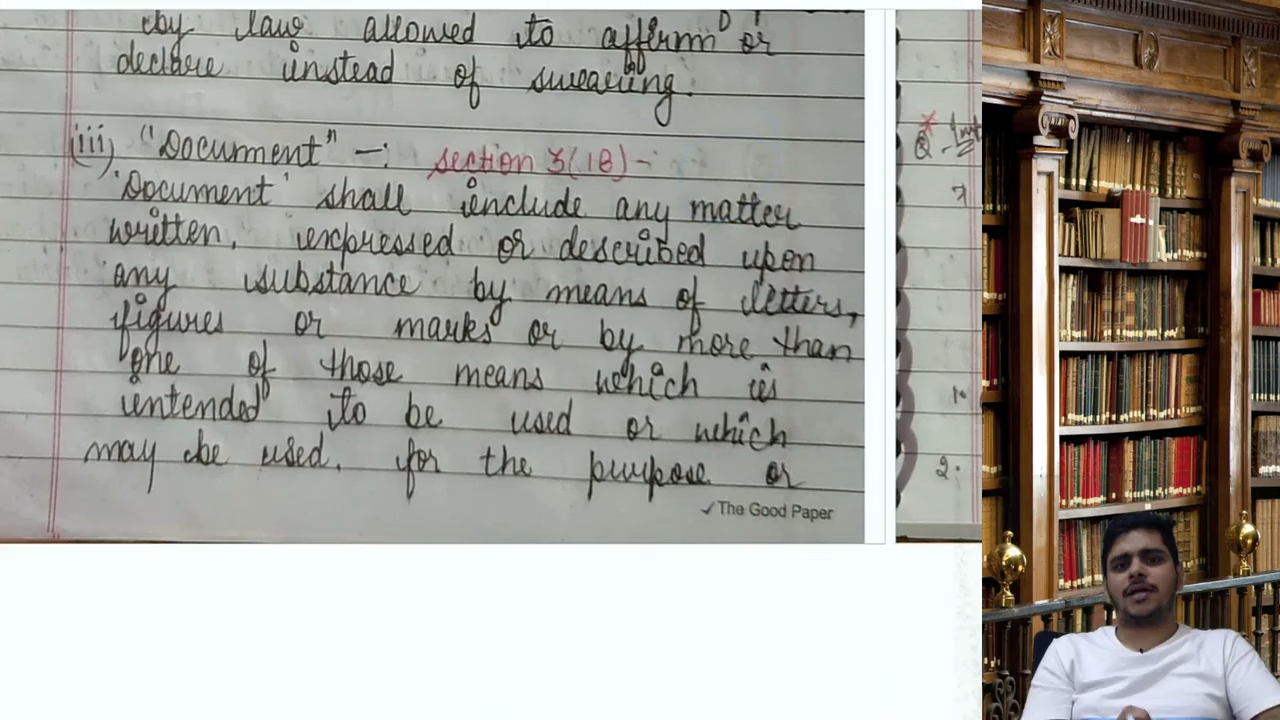 by law allowed to affirm or
declare instead of swearing.
(iii) "Document" -: section 3(18) -
'Document' shall include any matter
written, expressed or described upon
any substance by means of letters,
figures or marks or by more than
one of those means which is
intended to be used or which
may be used. for the purpose or
✓The Good Paper
Q
2.